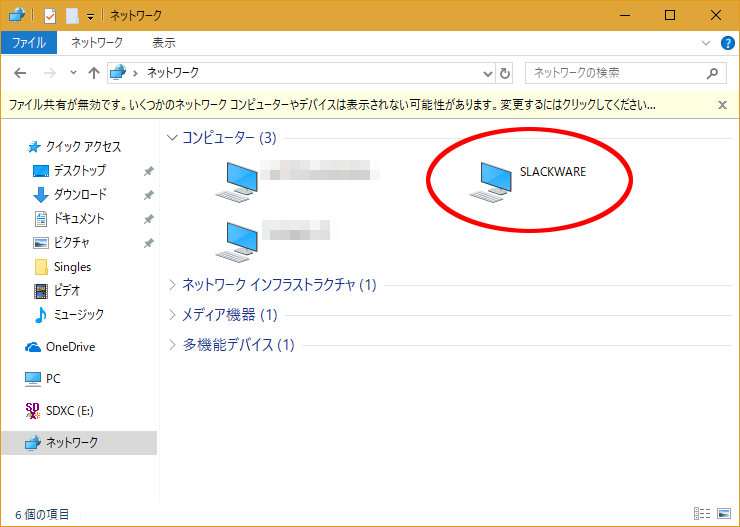 ネットワーク
ファイル ネットワーク 表示
ネットワーク ネットワークの検索
ファイル共有が無効です。いくつかのネットワーク コンピューターやデバイスは表示されない可能性があります。変更するにはクリックしてください...
クイック アクセス
デスクトップ
ダウンロード
ドキュメント
ピクチャ
Singles
ビデオ
ミュージック
OneDrive
PC
SDXC (E:)
ネットワーク
コンピューター (3)
SLACKWARE
ネットワーク インフラストラクチャ (1)
メディア機器 (1)
多機能デバイス (1)
6 個の項目